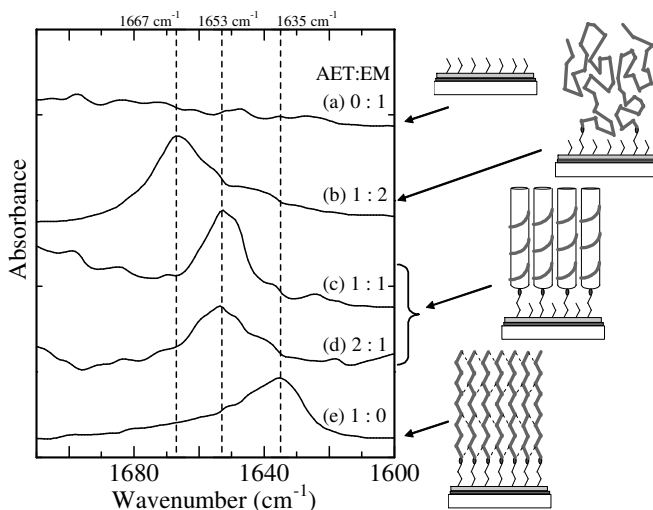 1667 cm⁻¹ 1653 cm⁻¹ 1635 cm⁻¹
AET:EM
(a) 0 : 1
(b) 1 : 2
(c) 1 : 1
(d) 2 : 1
(e) 1 : 0
Absorbance
1680 1660 1640 1620 1600
Wavenumber (cm⁻¹)